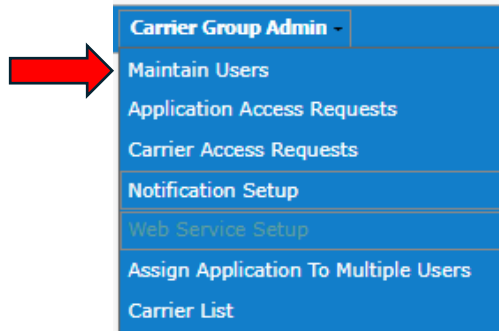 Carrier Group Admin -
Maintain Users
Application Access Requests
Carrier Access Requests
Notification Setup
Web Service Setup
Assign Application To Multiple Users
Carrier List